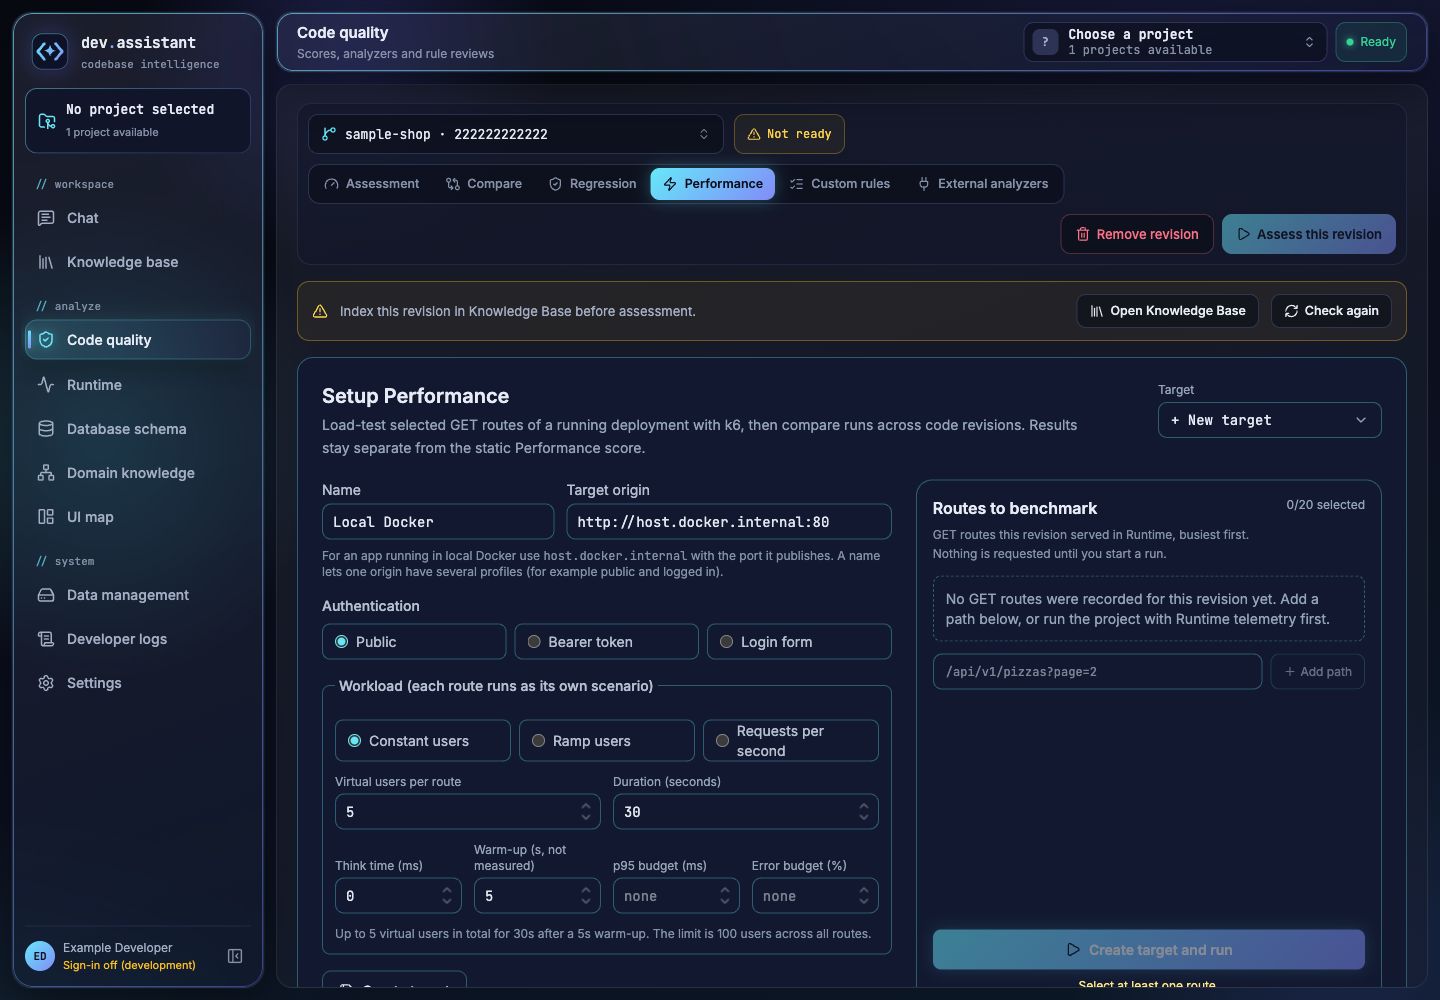 dev.assistant
codebase intelligence
No project selected
1 project available
// workspace
Chat
Knowledge base
// analyze
Code quality
Runtime
Database schema
Domain knowledge
UI map
// system
Data management
Developer logs
Settings
ED
Example Developer
Sign-in off (development)
Code quality
Scores, analyzers and rule reviews
?
Choose a project
1 projects available
Ready
sample-shop · 222222222222
Not ready
Assessment
Compare
Regression
Performance
Custom rules
External analyzers
Remove revision
Assess this revision
Index this revision in Knowledge Base before assessment.
Open Knowledge Base
Check again
Setup Performance
Load-test selected GET routes of a running deployment with k6, then compare runs across code revisions. Results
stay separate from the static Performance score.
Target
+ New target
Name
Target origin
Local Docker
http://host.docker.internal:80
For an app running in local Docker use host.docker.internal with the port it publishes. A name
lets one origin have several profiles (for example public and logged in).
Authentication
Public
Bearer token
Login form
Workload (each route runs as its own scenario)
Constant users
Ramp users
Requests per
second
Virtual users per route
Duration (seconds)
5
30
Think time (ms)
Warm-up (s, not
measured)
p95 budget (ms)
Error budget (%)
0
5
none
none
Up to 5 virtual users in total for 30s after a 5s warm-up. The limit is 100 users across all routes.
Routes to benchmark
0/20 selected
GET routes this revision served in Runtime, busiest first.
Nothing is requested until you start a run.
No GET routes were recorded for this revision yet. Add a
path below, or run the project with Runtime telemetry first.
/api/v1/pizzas?page=2
+ Add path
Create target and run
Select at least one route